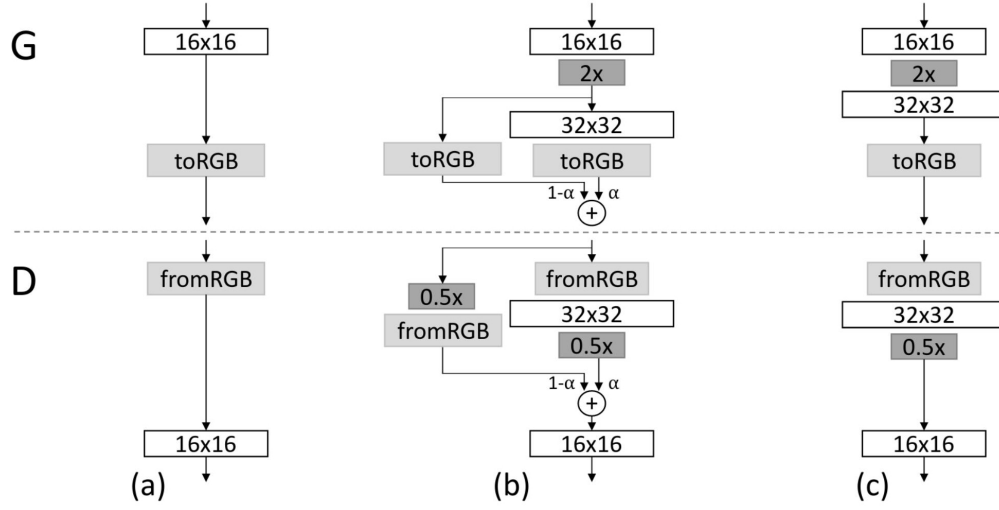 G
16x16
toRGB
16x16
2x
32x32
toRGB
toRGB
1-α
α
+
16x16
2x
32x32
toRGB
D
fromRGB
16x16
0.5x
fromRGB
fromRGB
32x32
0.5x
1-α
α
+
16x16
fromRGB
32x32
0.5x
16x16
(a)
(b)
(c)